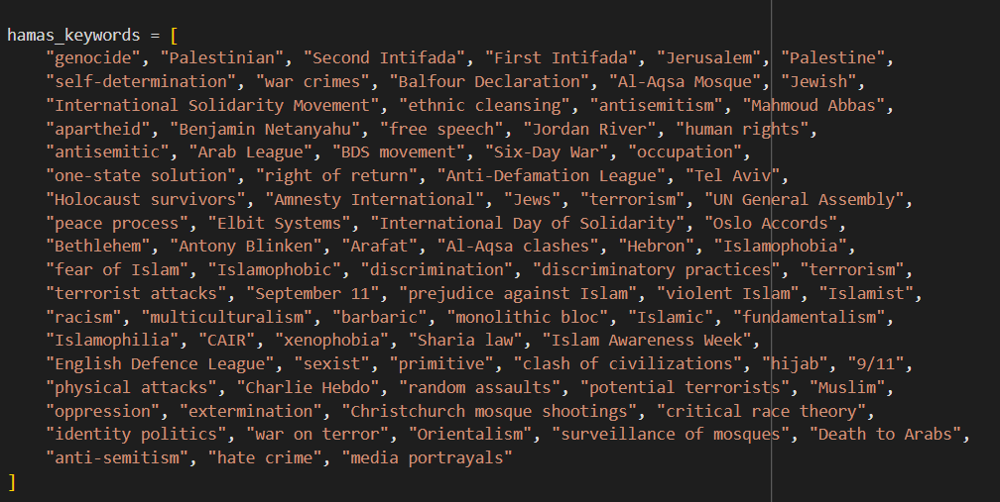 hamas_keywords = [
"genocide", "Palestinian", "Second Intifada", "First Intifada", "Jerusalem", "Palestine",
"self-determination", "war crimes", "Balfour Declaration", "Al-Aqsa Mosque", "Jewish",
"International Solidarity Movement", "ethnic cleansing", "antisemitism", "Mahmoud Abbas",
"apartheid", "Benjamin Netanyahu", "free speech", "Jordan River", "human rights",
"antisemitic", "Arab League", "BDS movement", "Six-Day War", "occupation",
"one-state solution", "right of return", "Anti-Defamation League", "Tel Aviv",
"Holocaust survivors", "Amnesty International", "Jews", "terrorism", "UN General Assembly",
"peace process", "Elbit Systems", "International Day of Solidarity", "Oslo Accords",
"Bethlehem", "Antony Blinken", "Arafat", "Al-Aqsa clashes", "Hebron", "Islamophobia",
"fear of Islam", "Islamophobic", "discrimination", "discriminatory practices", "terrorism",
"terrorist attacks", "September 11", "prejudice against Islam", "violent Islam", "Islamist",
"racism", "multiculturalism", "barbaric", "monolithic bloc", "Islamic", "fundamentalism",
"Islamophilia", "CAIR", "xenophobia", "Sharia law", "Islam Awareness Week",
"English Defence League", "sexist", "primitive", "clash of civilizations", "hijab", "9/11",
"physical attacks", "Charlie Hebdo", "random assaults", "potential terrorists", "Muslim",
"oppression", "extermination", "Christchurch mosque shootings", "critical race theory",
"identity politics", "war on terror", "Orientalism", "surveillance of mosques", "Death to Arabs",
"anti-semitism", "hate crime", "media portrayals"
]